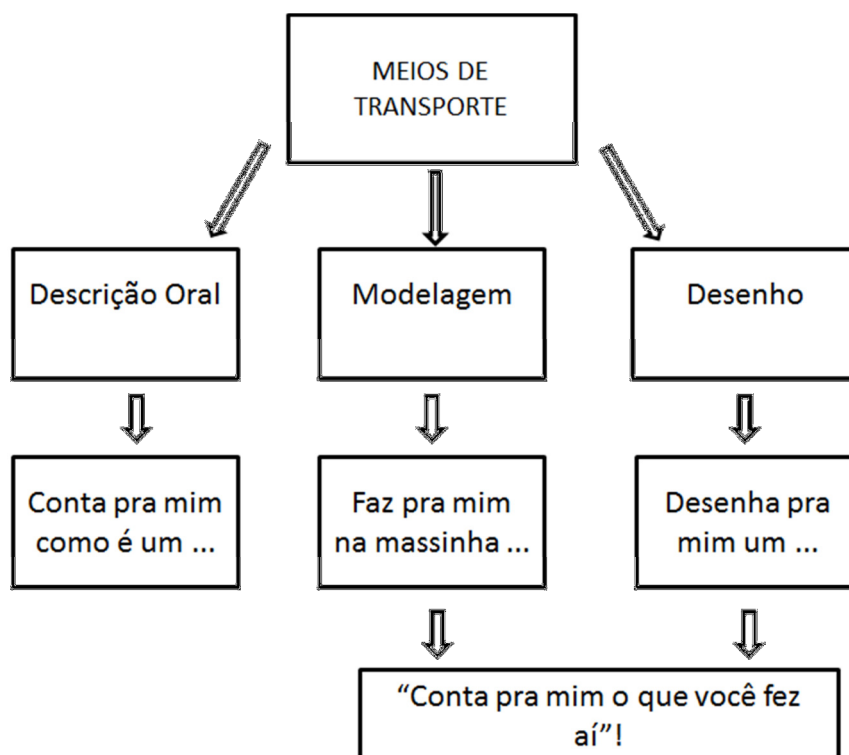 MEIOS DE
TRANSPORTE
Descrição Oral
Modelagem
Desenho
Conta pra mim
como é um ...
Faz pra mim
na massinha ...
Desenha pra
mim um ...
“Conta pra mim o que você fez
aí”!